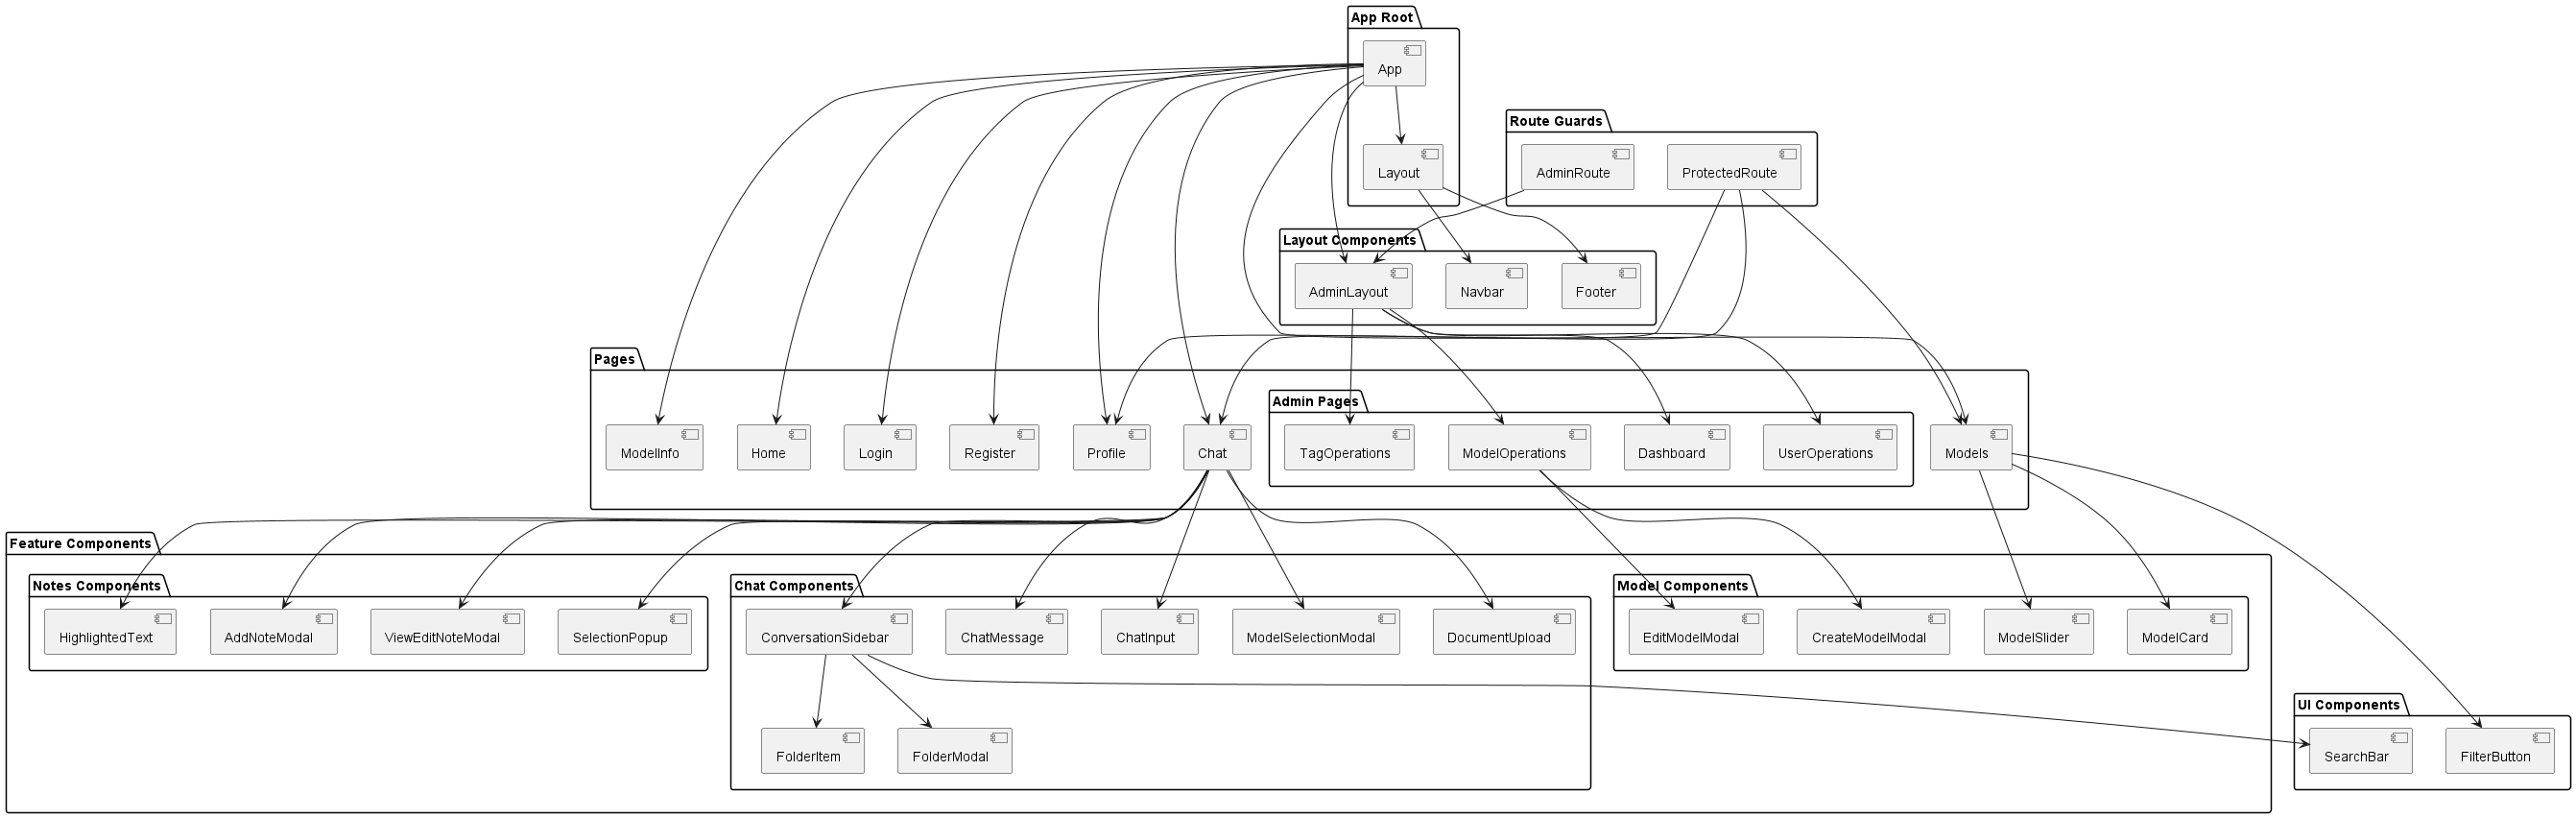 App Root
App
Route Guards
Layout
AdminRoute
ProtectedRoute
Layout Components
AdminLayout
Navbar
Footer
Pages
Admin Pages
ModelInfo
Home
Login
Register
Profile
Chat
TagOperations
ModelOperations
Dashboard
UserOperations
Models
Feature Components
Notes Components
Chat Components
Model Components
HighlightedText
AddNoteModal
ViewEditNoteModal
SelectionPopup
ConversationSidebar
ChatMessage
ChatInput
ModelSelectionModal
DocumentUpload
EditModelModal
CreateModelModal
ModelSlider
ModelCard
UI Components
FolderItem
FolderModal
SearchBar
FilterButton